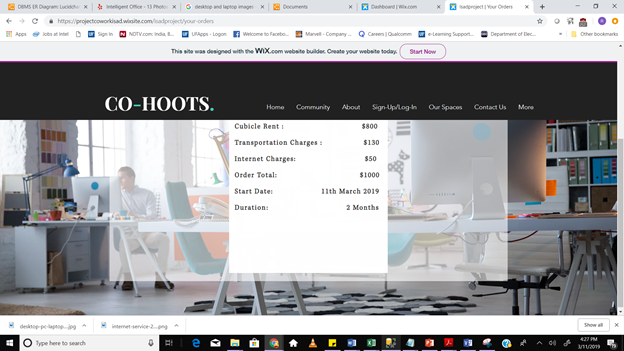 DBMS ER Diagram: Lucidcha
Intelligent Office - 15 Photos
desktop and laptop images
Documents
Dashboard | Wix.com
Isadproject | Your Orders
https://projectcoworkisad.wixsite.com/isadproject/your-orders
Apps
Jobs at Intel
Sign In
NDTV.com: India, B
UFApps - Logon
Welcome to Facebo
Marvell - Company
Careers | Qualcomm
e-Learning Support
Department of Elec
Other bookmarks
This site was designed with the WiX.com website builder. Create your website today.
Start Now
CO-HOOTS.
Home
Community
About
Sign-Up/Log-In
Our Spaces
Contact Us
More
Cubicle Rent : $800
Transportation Charges : $130
Internet Charges: $50
Order Total: $1000
Start Date: 11th March 2019
Duration: 2 Months
desktop-pc-laptop....jpg
internet-service-2....png
Show all
Type here to search
4:27 PM
3/11/2019